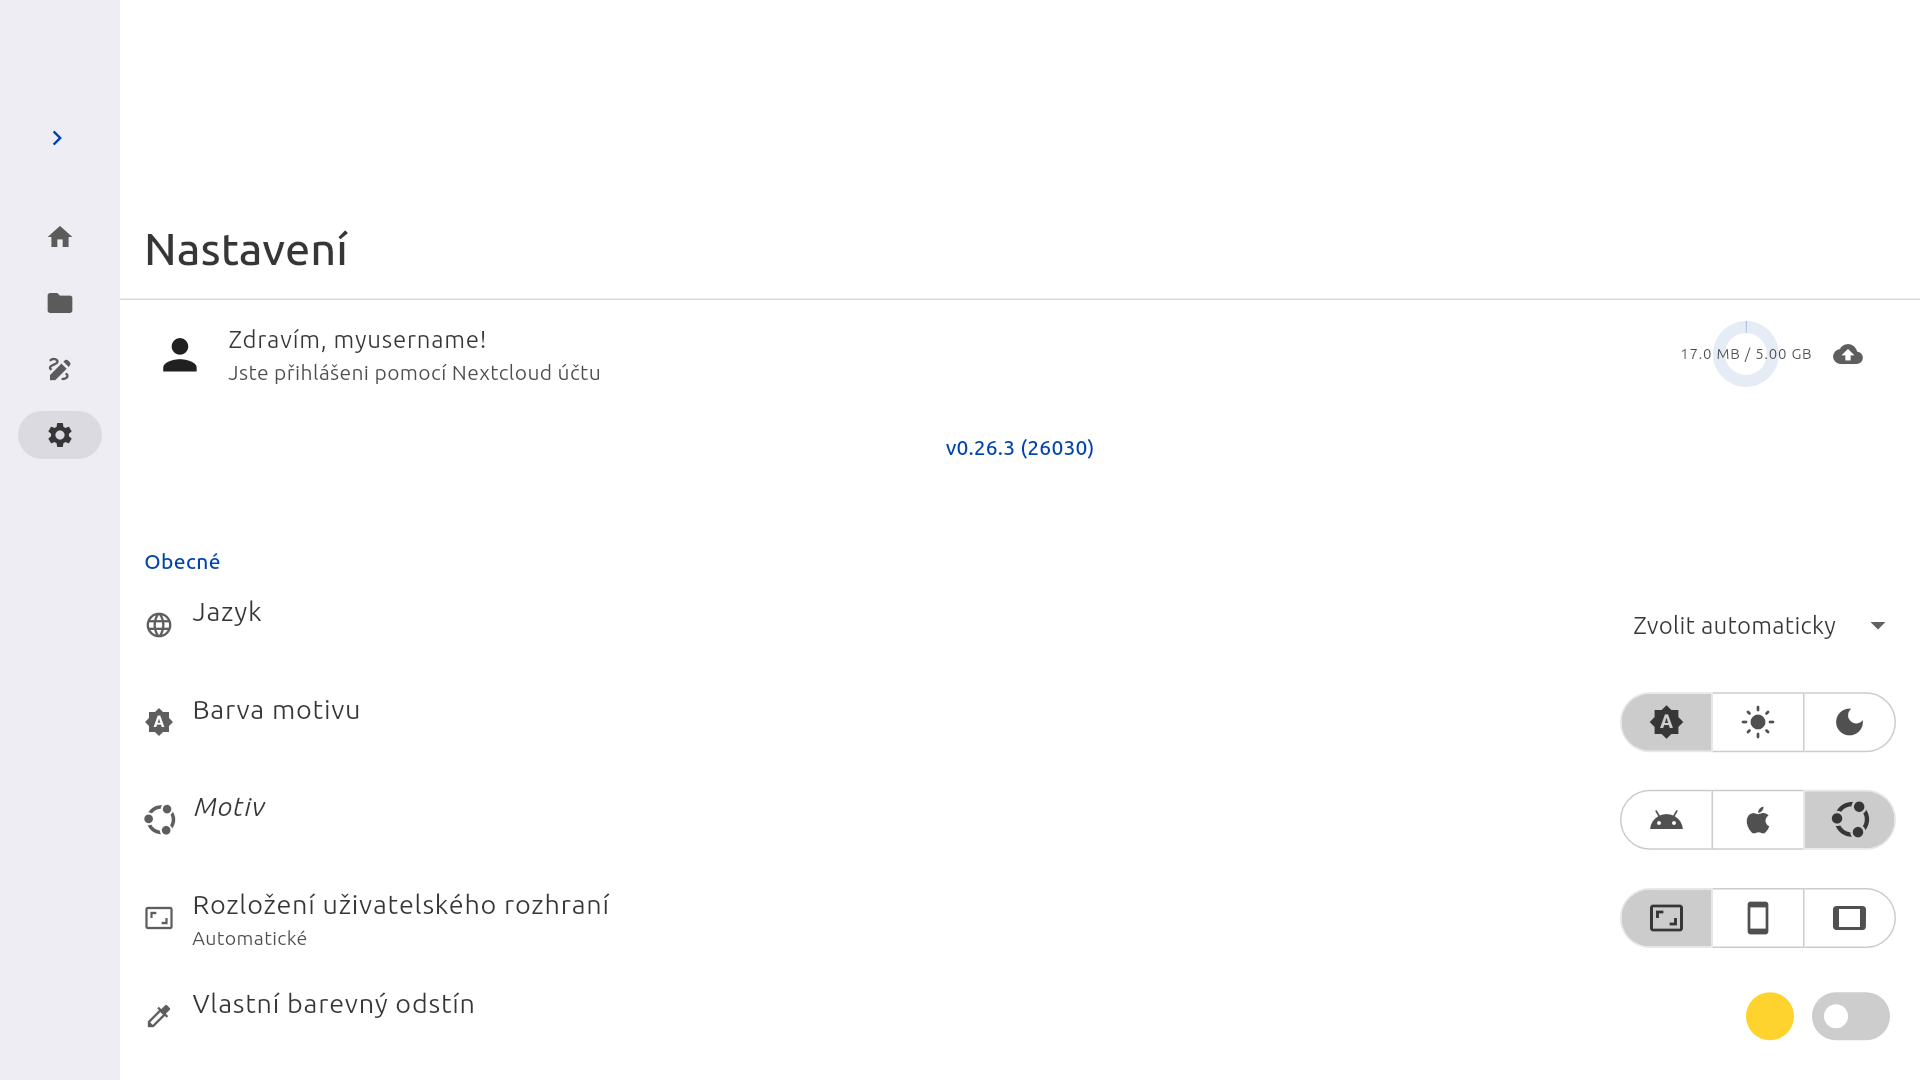 Nastavení
Zdravím, myusername!
Jste přihlášeni pomocí Nextcloud účtu
17.0 MB / 5.00 GB
v0.26.3 (26030)
Obecné
Jazyk
Zvolit automaticky
Barva motivu
Motiv
Rozložení uživatelského rozhraní
Automatické
Vlastní barevný odstín